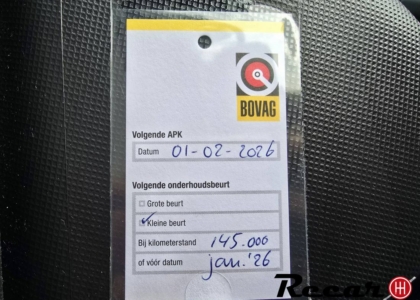 BOVAG
Volgende APK
Datum 01-02-2026
Volgende onderhoudsbeurt
Grote beurt
Kleine beurt
Bij kilometerstand 145.000
of vóór datum jan. '26
Recar